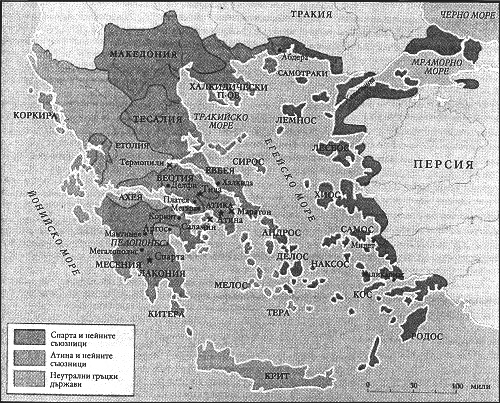 ТРАКИЯ
ЧЕРНО МОРЕ
МАКЕДОНИЯ
Абдера
МРАМОРНО
МОРЕ
САМОТРАКИ
ХАЛКИДИЧЕСКИ
П-ОВ
КОРКИРА
ТЕСАЛИЯ
ТРАКИЙСКО
МОРЕ
ЛЕМНОС
ЕТОЛИЯ
ЛЕСБОС
ПЕРСИЯ
Термопили
ЕВБЕЯ
СИРОС
ЕГЕЙСКО МОРЕ
БЕОТИЯ
Делфи
Халкида
Тива
ЙОНИЙСКО МОРЕ
АХЕЯ
Платея
АТИКА
Мегара
Маратон
ХИОС
Коринт
Атина
Аргос
Саламин
АНДРОС
САМОС
Мантинея
ПЕЛОПОНЕС
Милет
Мегалополис
Спарта
ДЕЛОС
НАКСОС
МЕСЕНИЯ
ЛАКОНИЯ
МЕЛОС
КОС
КИТЕРА
ТЕРА
РОДОС
КРИТ
Спарта и нейните
съюзници
Атина и нейните
съюзници
Неутрални гръцки
държави
0
50
100
мили